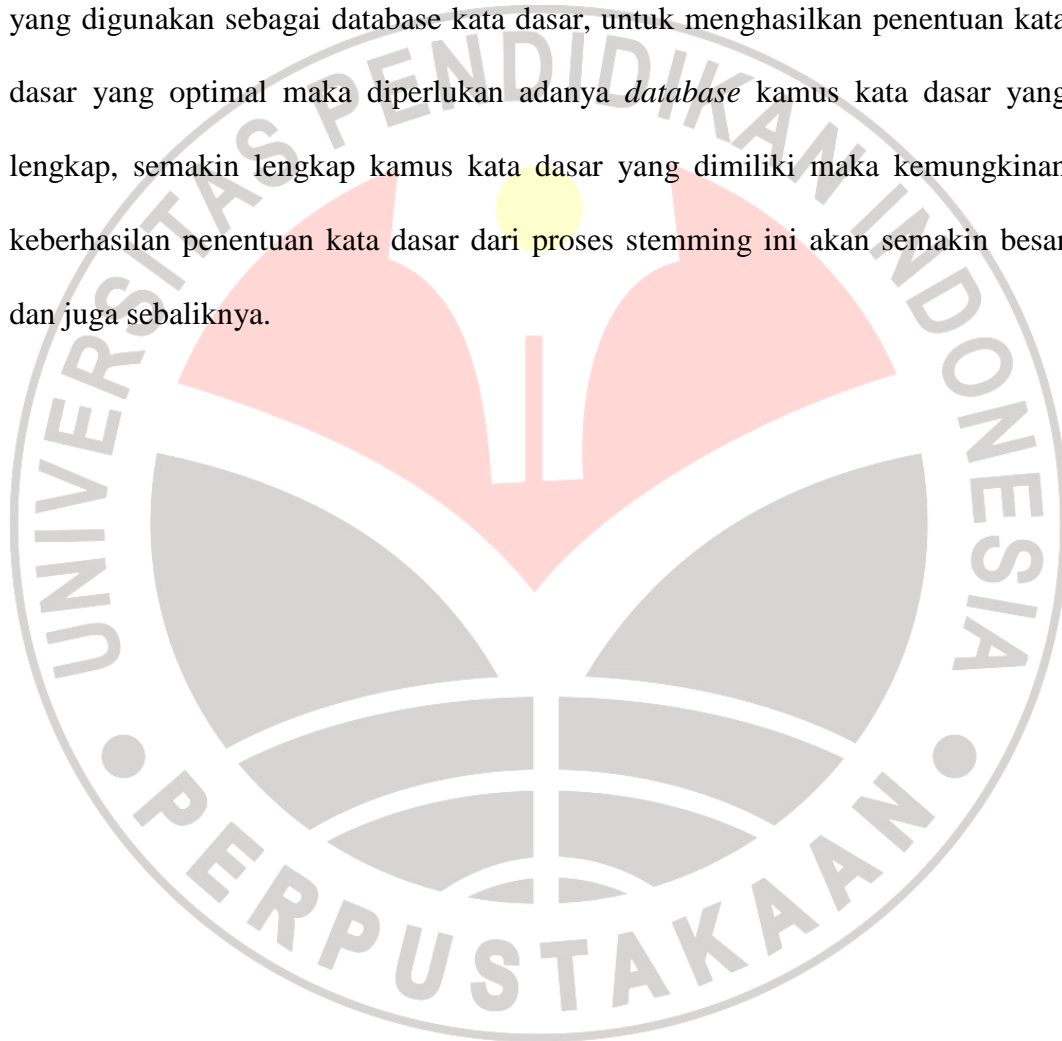 yang digunakan sebagai database kata dasar, untuk menghasilkan penentuan kata
dasar yang optimal maka diperlukan adanya database kamus kata dasar yang
lengkap, semakin lengkap kamus kata dasar yang dimiliki maka kemungkinan
keberhasilan penentuan kata dasar dari proses stemming ini akan semakin besar
dan juga sebaliknya.
UNIVERSITAS PENDIDIKAN INDONESIA
PERPUSTAKAAN